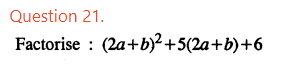 Question 21.
Factorise : (2a+b)²+5(2a+b)+6